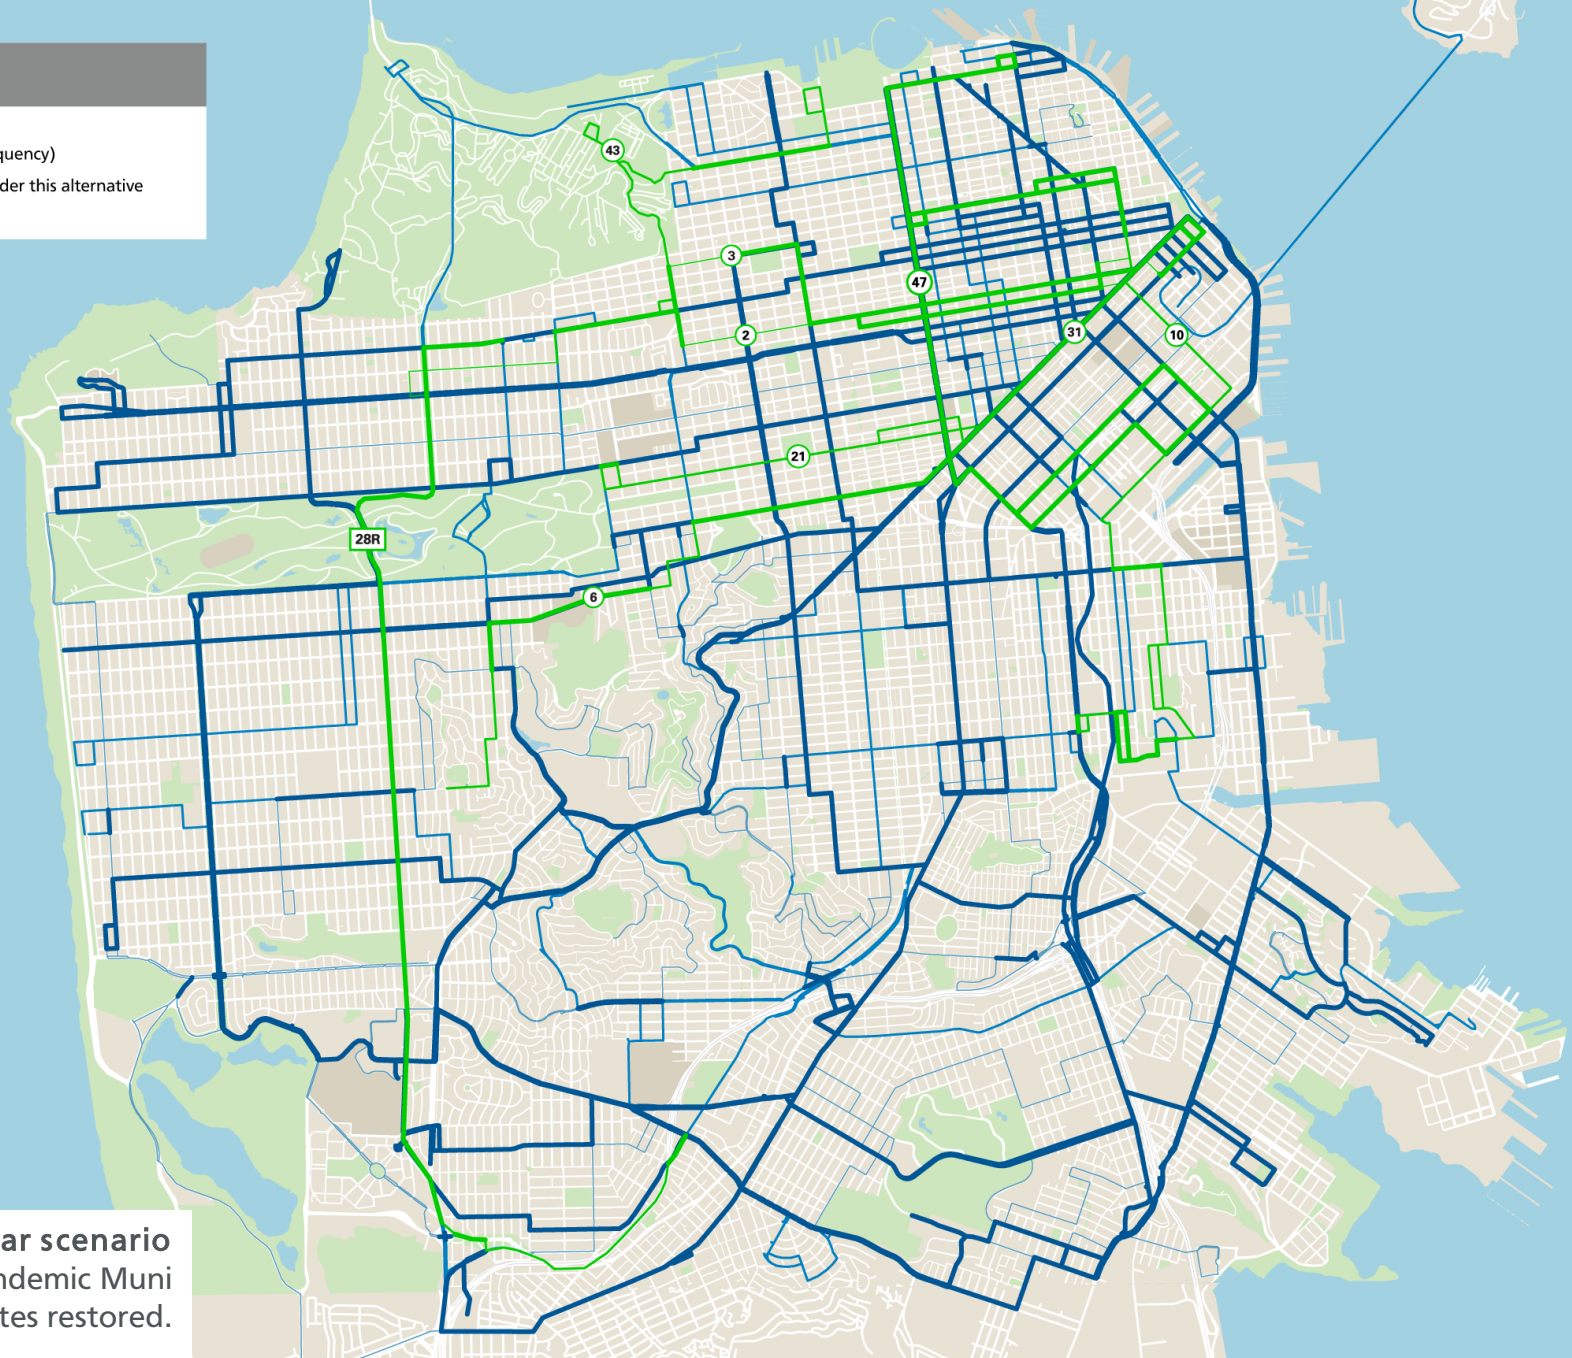 quency)
der this alternative
43
3
47
2
31
10
21
28R
6
ar scenario
ndemic Muni
tes restored.